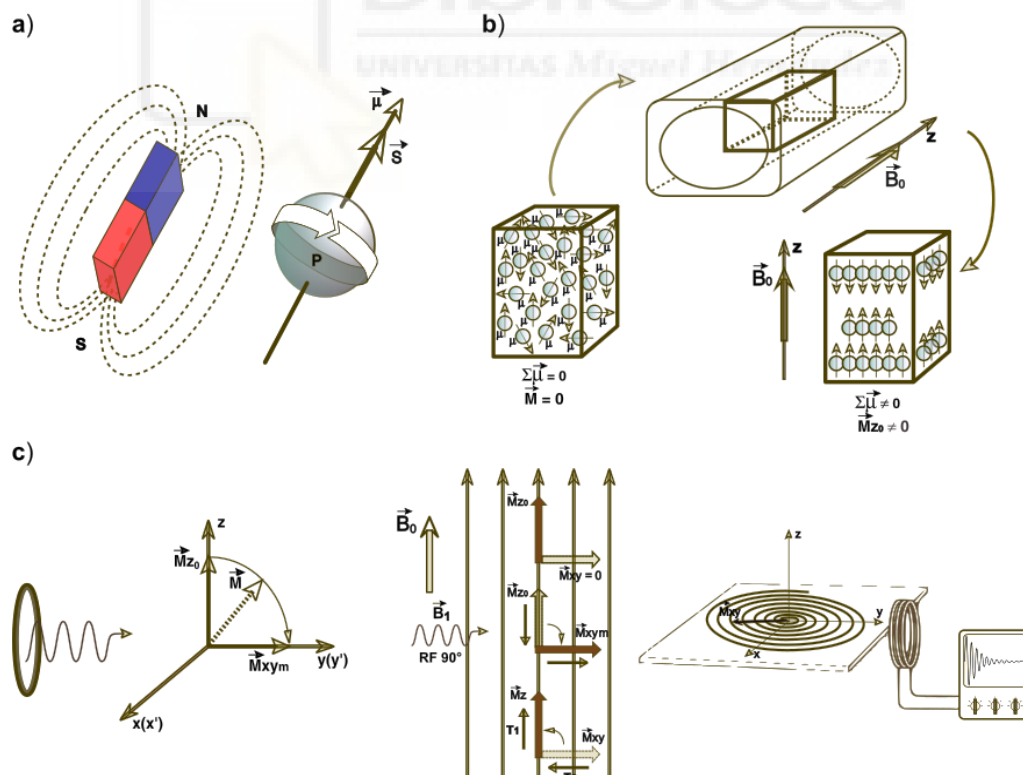 a)
b)
UNIVERSITAS Miguel Hernández
N
S
μ
S
P
z
B₀
μ μ μ μ μ μ μ μ μ μ μ
Σμ = 0
M = 0
z
B₀
Σμ ≠ 0
Mz₀ ≠ 0
c)
z
Mz₀
M
Mxyₘ
y(y')
x(x')
B₀
B₁
RF 90°
Mz₀
Mxy = 0
Mz₀
Mxyₘ
Mz
T1
Mxy
z
Mxy
y
x